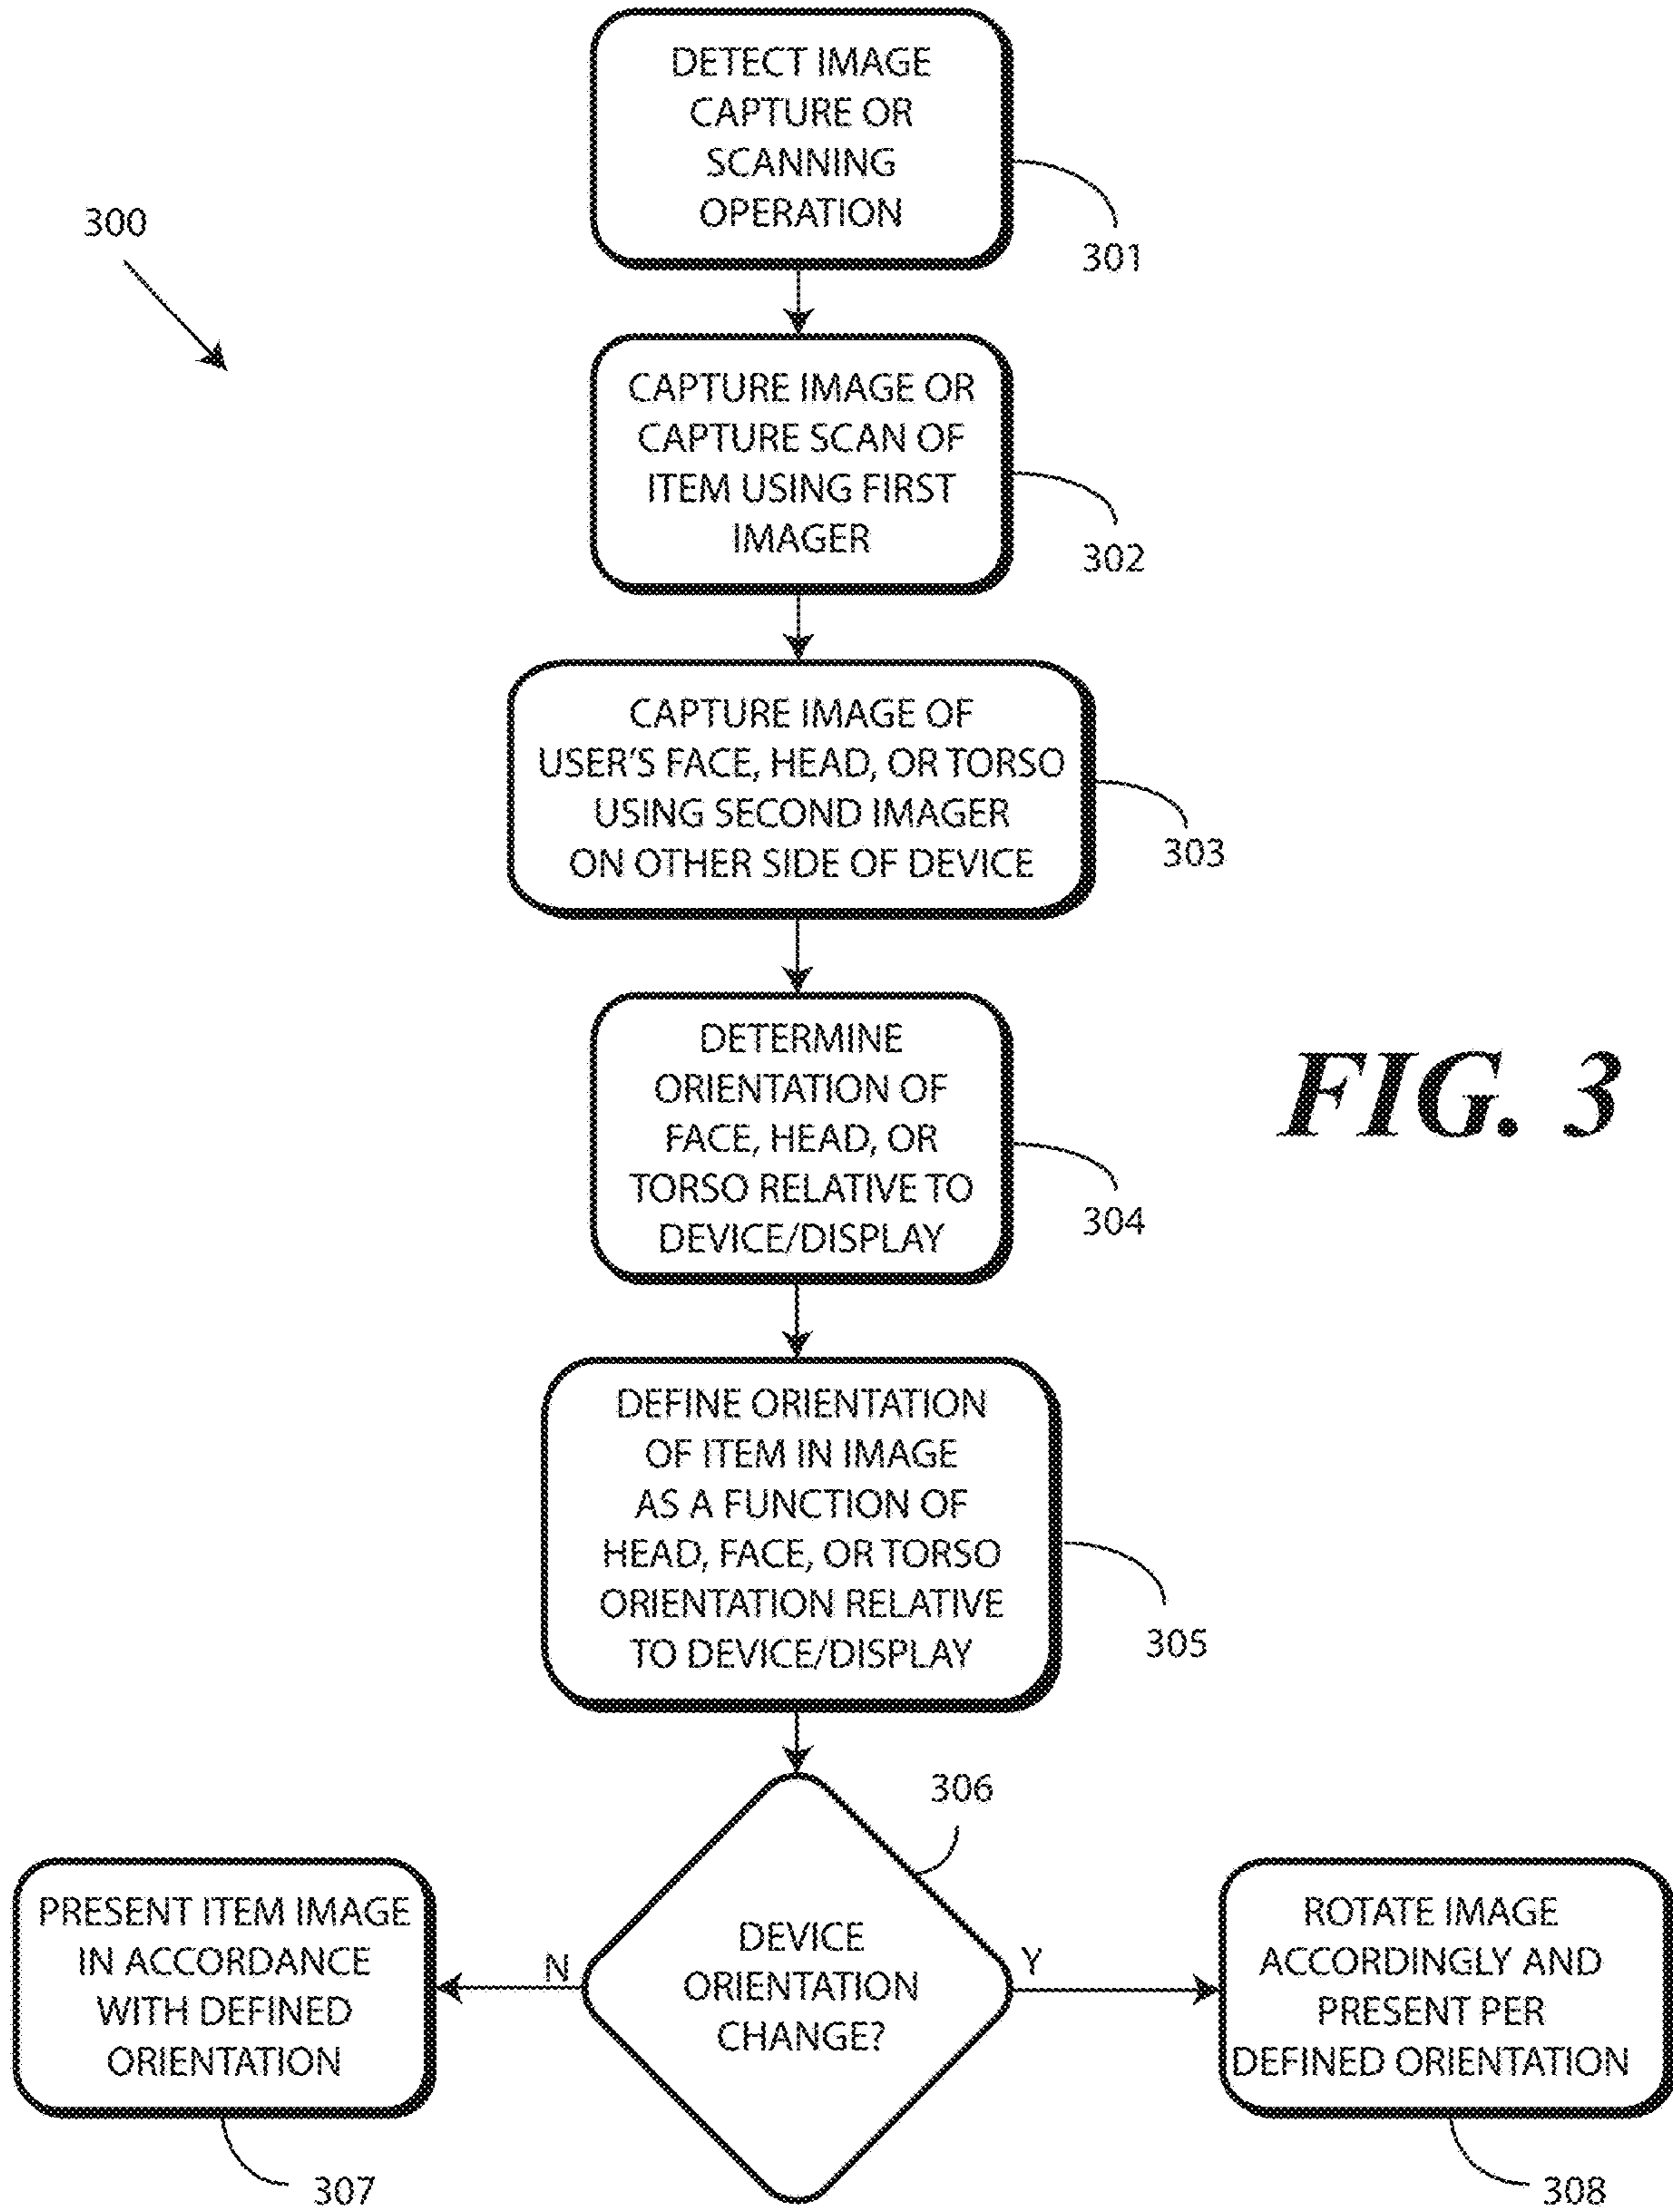 DETECT IMAGE
CAPTURE OR
SCANNING
OPERATION
300
301
CAPTURE IMAGE OR
CAPTURE SCAN OF
ITEM USING FIRST
IMAGER
302
CAPTURE IMAGE OF
USER'S FACE, HEAD, OR TORSO
USING SECOND IMAGER
ON OTHER SIDE OF DEVICE
303
DETERMINE
ORIENTATION OF
FACE, HEAD, OR
TORSO RELATIVE TO
DEVICE/DISPLAY
304
FIG. 3
DEFINE ORIENTATION
OF ITEM IN IMAGE
AS A FUNCTION OF
HEAD, FACE, OR TORSO
ORIENTATION RELATIVE
TO DEVICE/DISPLAY
305
306
DEVICE
ORIENTATION
CHANGE?
N
Y
PRESENT ITEM IMAGE
IN ACCORDANCE
WITH DEFINED
ORIENTATION
307
ROTATE IMAGE
ACCORDINGLY AND
PRESENT PER
DEFINED ORIENTATION
308